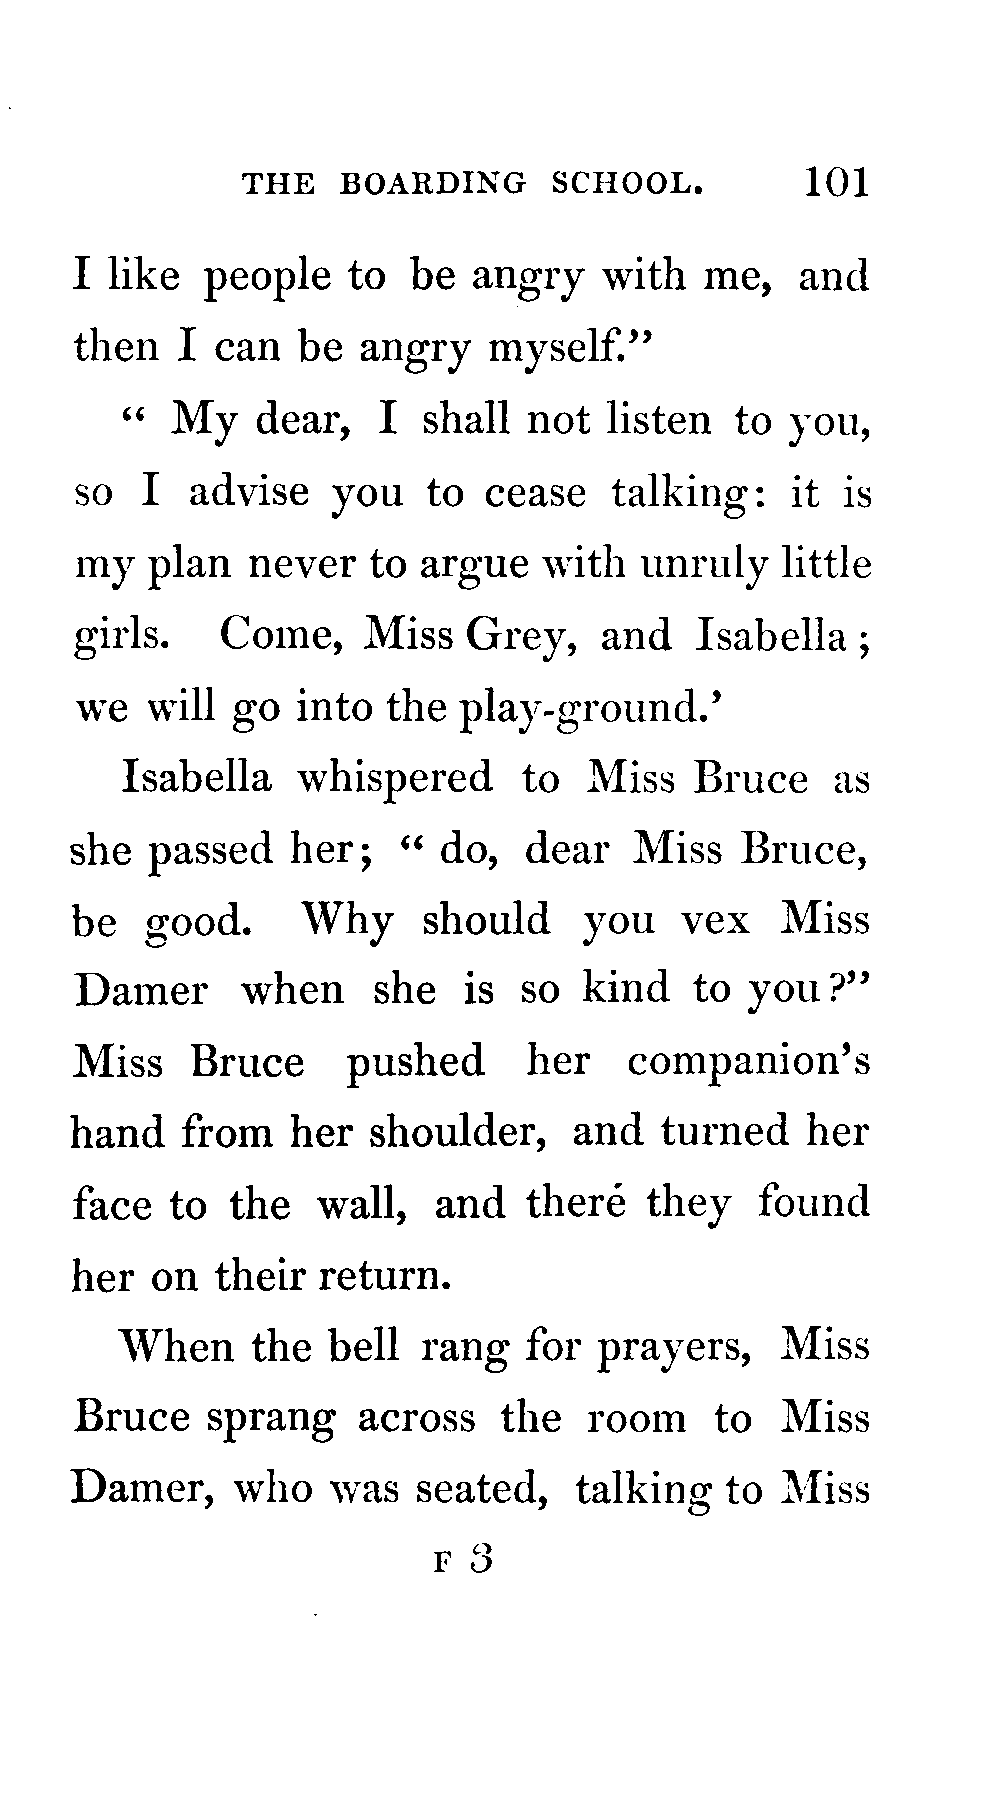 THE BOARDING SCHOOL. 101
I like people to be angry with me, and
then I can be angry myself.”
“ My dear, I shall not listen to you,
so I advise you to cease talking: it is
my plan never to argue with unruly little
girls. Come, Miss Grey, and Isabella ;
we will go into the play-ground.’
Isabella whispered to Miss Bruce as
she passed her; “ do, dear Miss Bruce,
be good. Why should you vex Miss
Damer when she is so kind to you?”
Miss Bruce pushed her companion’s
hand from her shoulder, and turned her
face to the wall, and there they found
her on their return.
When the bell rang for prayers, Miss
Bruce sprang across the room to Miss
Damer, who was seated, talking to Miss
F 3